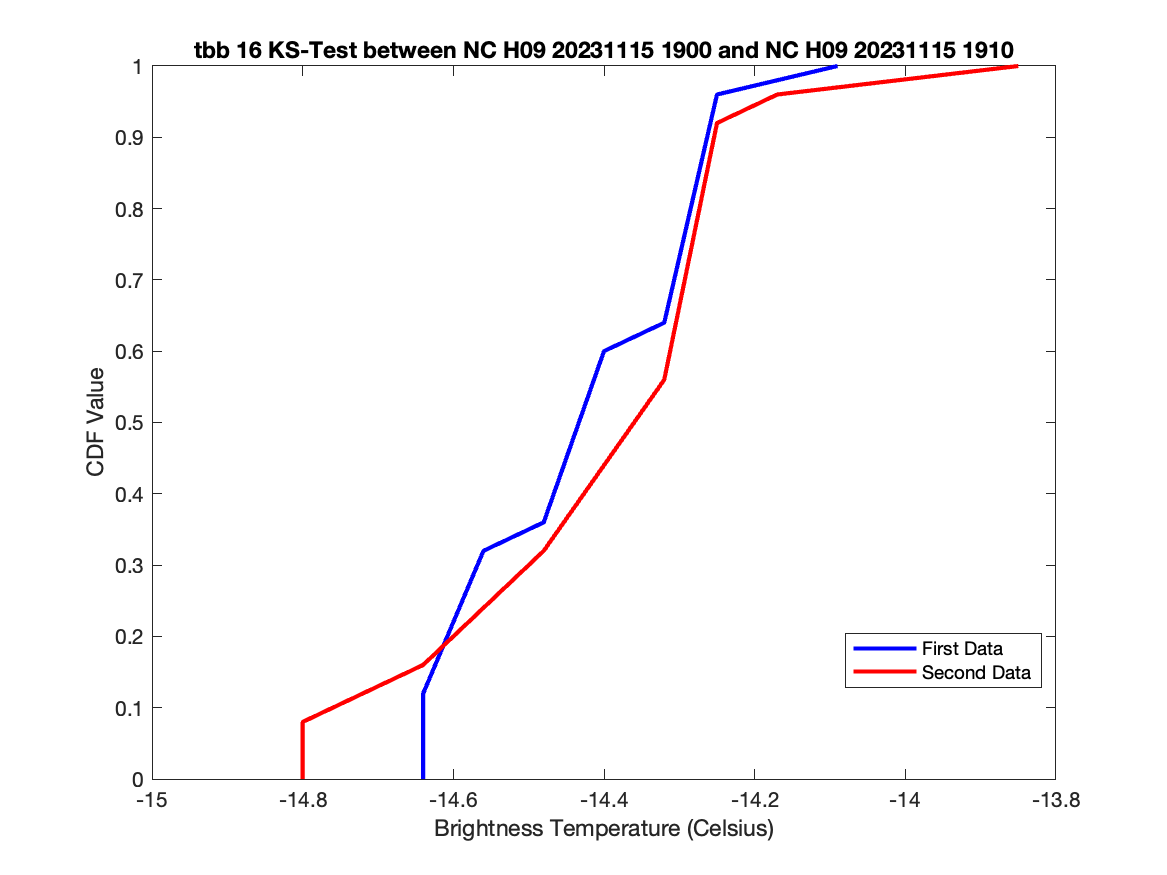 tbb 16 KS-Test between NC H09 20231115 1900 and NC H09 20231115 1910
1
0.9
0.8
0.7
0.6
0.5
0.4
0.3
0.2
0.1
0
CDF Value
First Data
Second Data
-15 -14.8 -14.6 -14.4 -14.2 -14 -13.8
Brightness Temperature (Celsius)